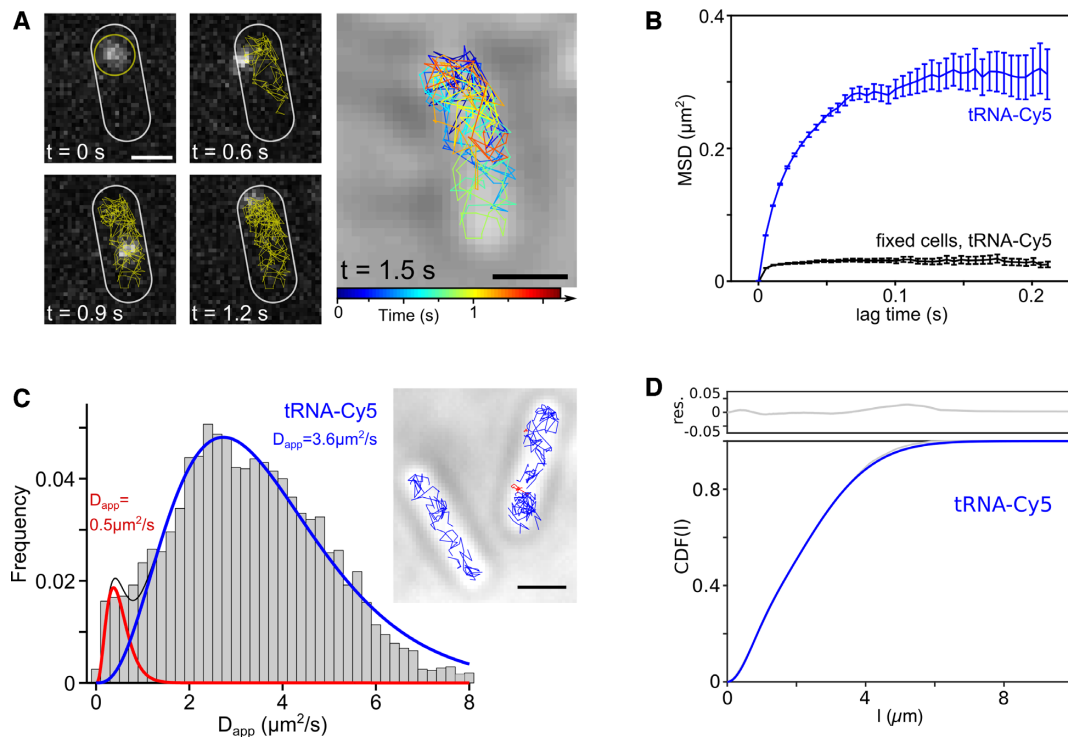 A
t = 0 s
t = 0.6 s
t = 0.9 s
t = 1.2 s
t = 1.5 s
0
1
Time (s)
B
0.4
0.2
0
MSD (μm²)
tRNA-Cy5
fixed cells, tRNA-Cy5
0
0.1
0.2
lag time (s)
C
tRNA-Cy5
D_app=3.6μm²/s
D_app=
0.5μm²/s
0.04
0.02
0
Frequency
0
2
4
6
8
D_app (μm²/s)
D
res.
0.05
0
-0.05
0.8
0.4
0
CDF(l)
tRNA-Cy5
0
4
8
l (μm)